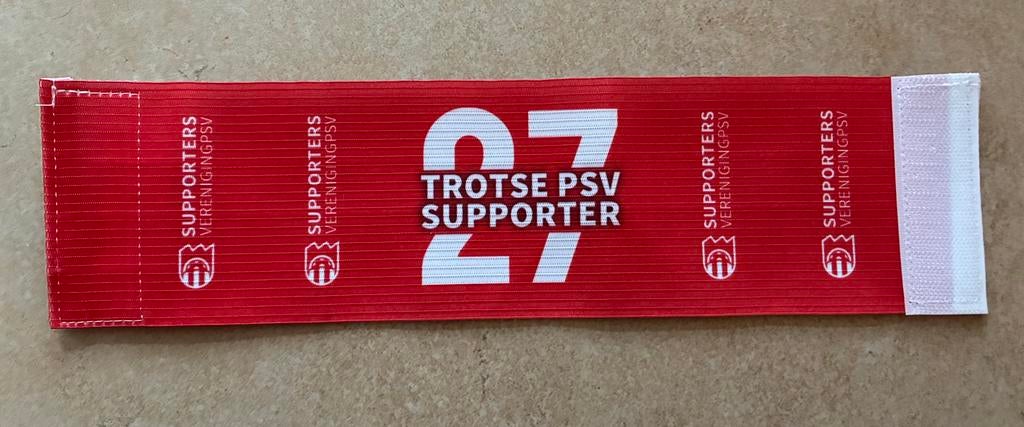 SUPPORTERS
VERENIGINGPSV
SUPPORTERS
VERENIGINGPSV
27
TROTSE PSV
SUPPORTER
SUPPORTERS
VERENIGINGPSV
SUPPORTERS
VERENIGINGPSV